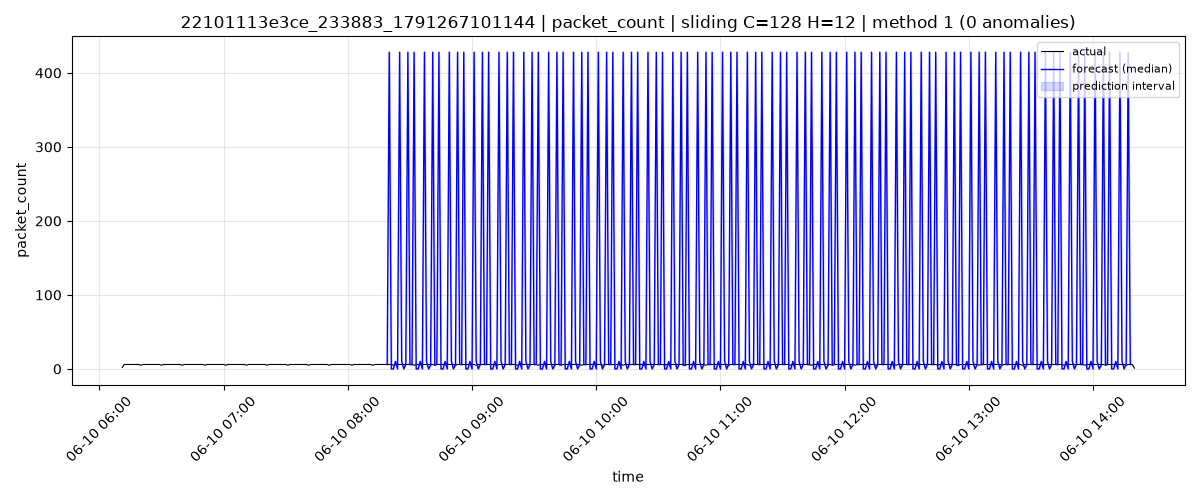 22101113e3ce_233883_1791267101144 | packet_count | sliding C=128 H=12 | method 1 (0 anomalies)
actual
forecast (median)
prediction interval
packet_count
400
300
200
100
0
06-10 06:00
06-10 07:00
06-10 08:00
06-10 09:00
06-10 10:00
06-10 11:00
06-10 12:00
06-10 13:00
06-10 14:00
time